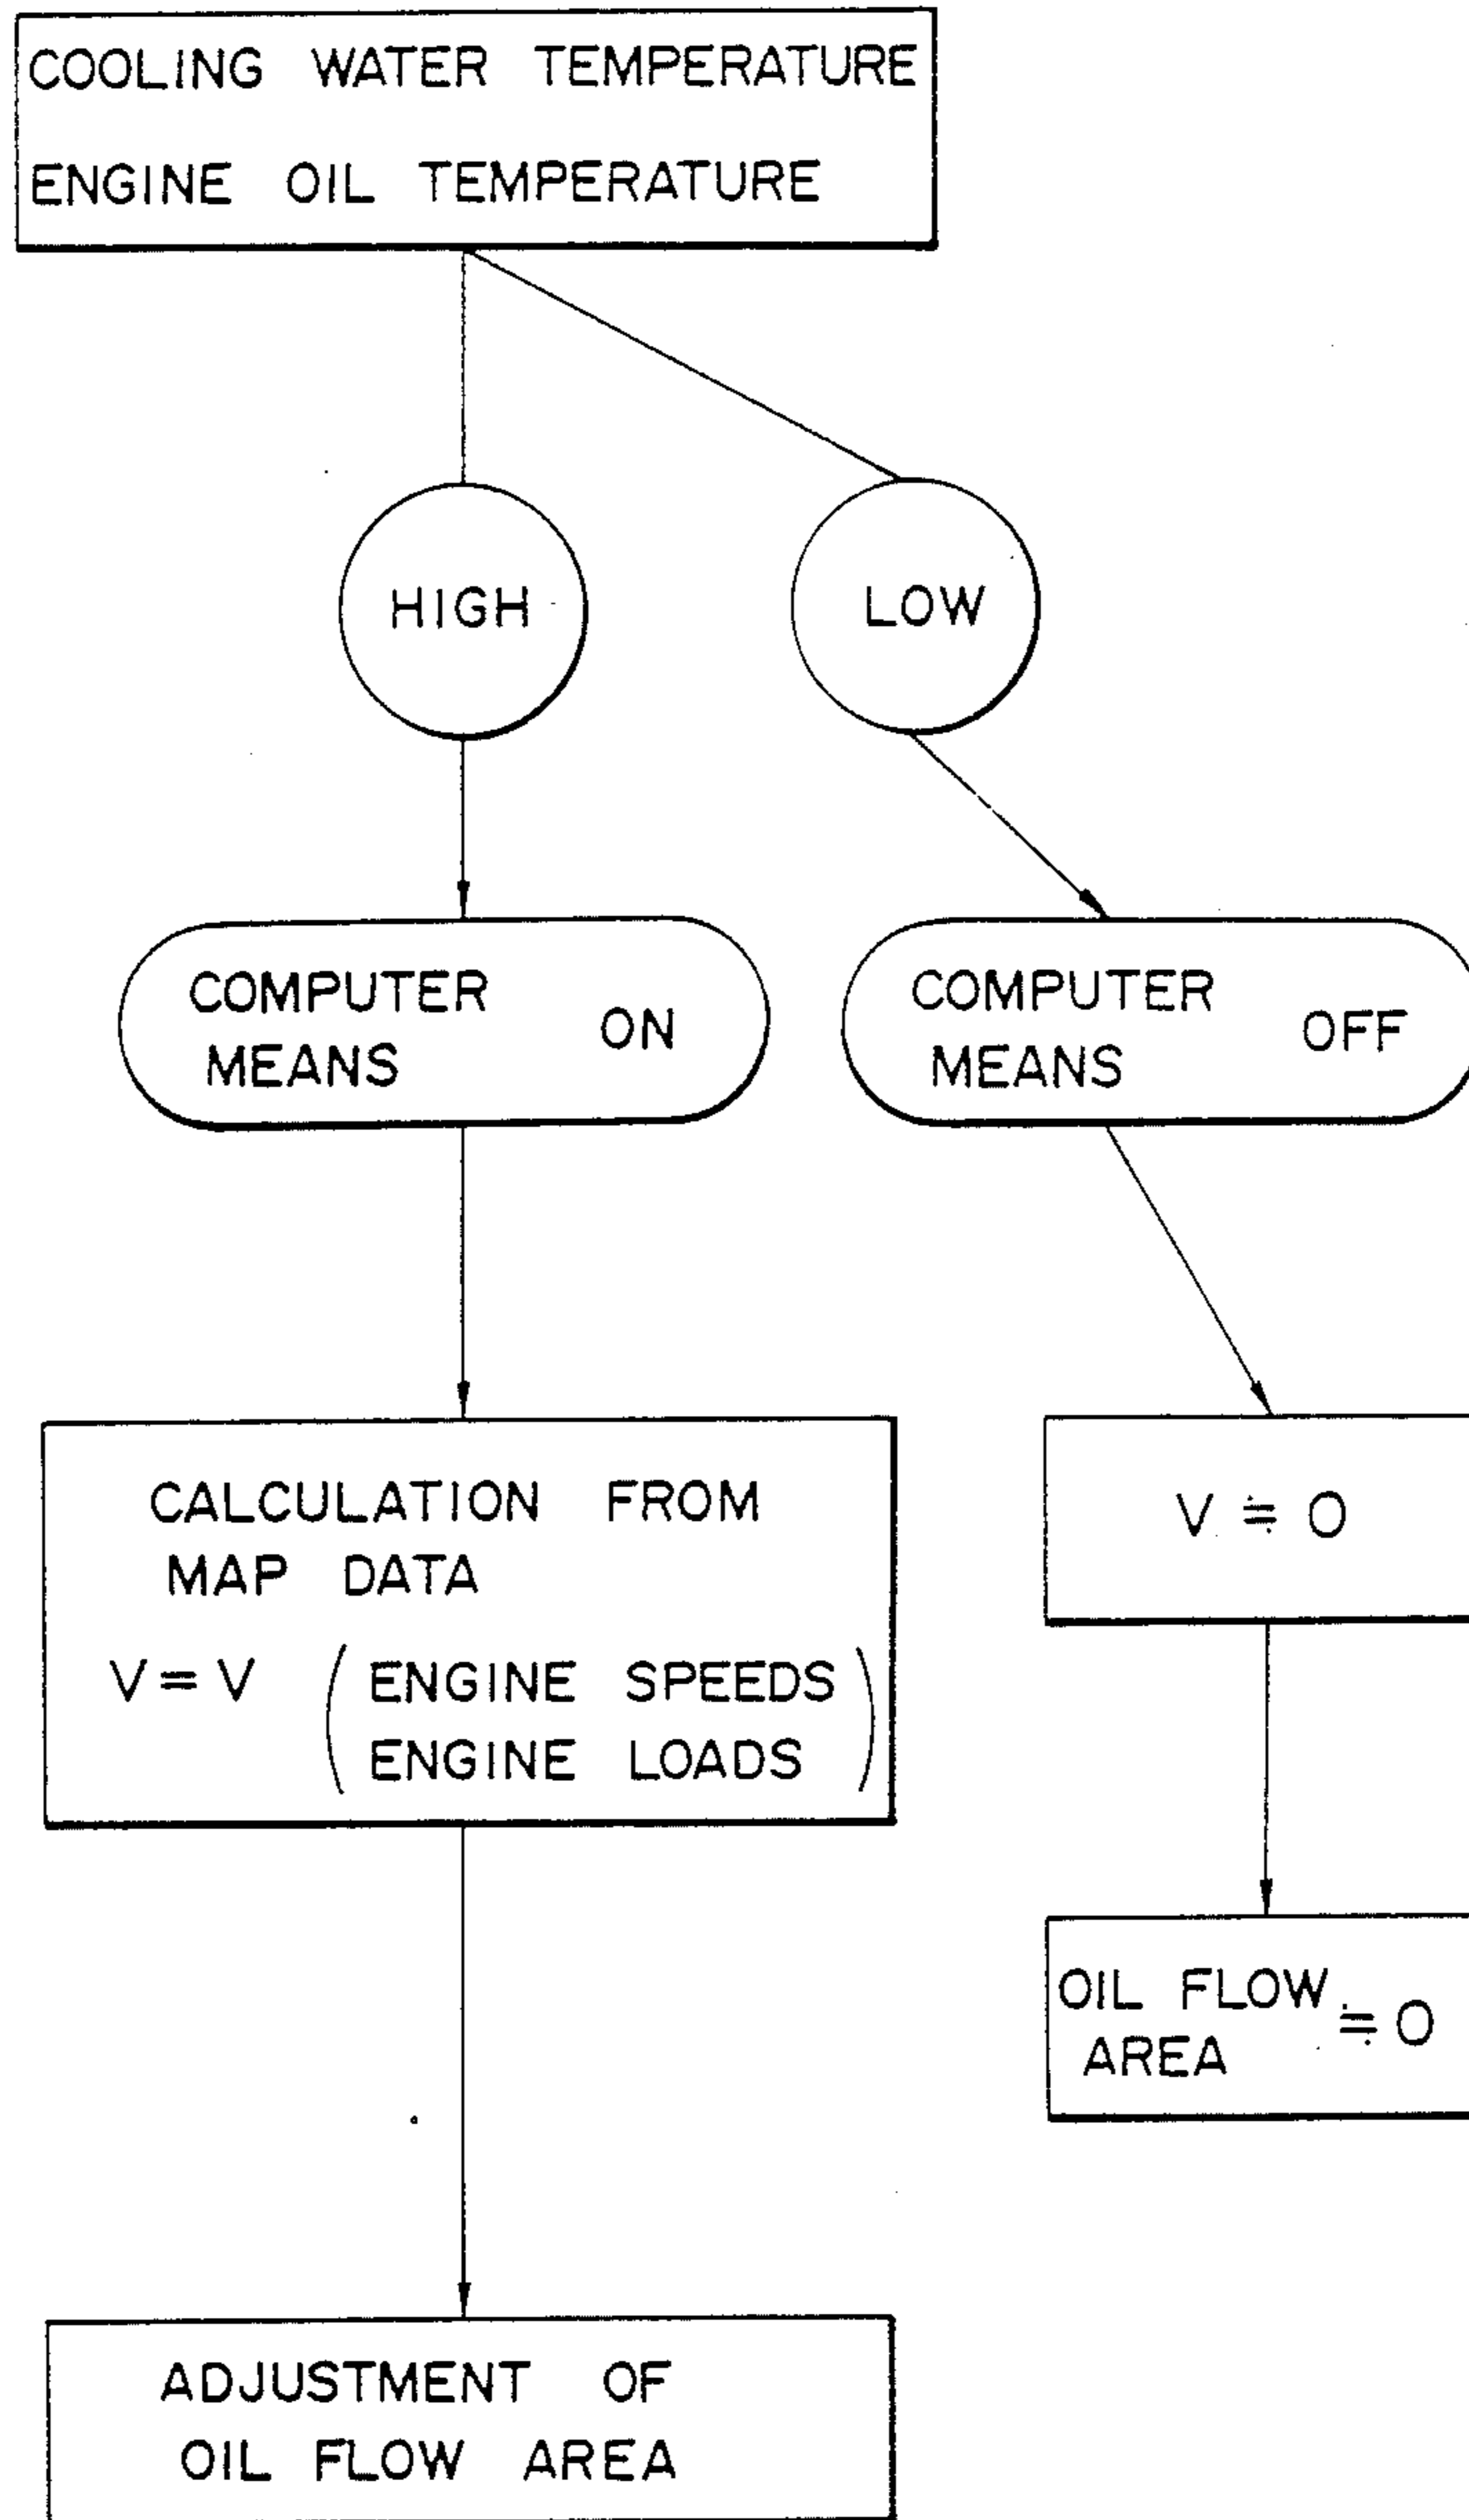 COOLING WATER TEMPERATURE
ENGINE OIL TEMPERATURE
HIGH
LOW
COMPUTER
MEANS
ON
COMPUTER
MEANS
OFF
CALCULATION FROM
MAP DATA
V = V ( ENGINE SPEEDS
ENGINE LOADS )
V ≒ 0
OIL FLOW
AREA
≒ 0
ADJUSTMENT OF
OIL FLOW AREA